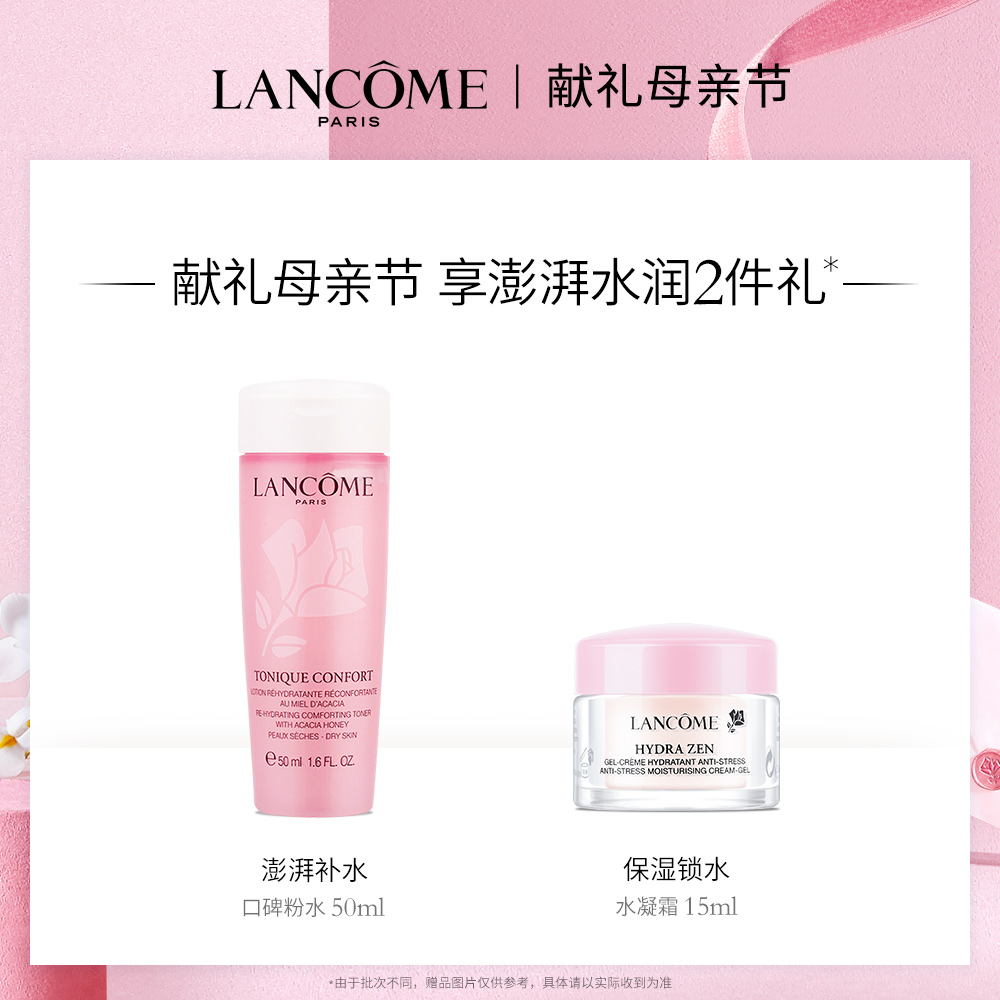 LANCÔME | 献礼母亲节
PARIS
献礼母亲节 享澎湃水润2件礼*
LANCÔME
PARIS
TONIQUE CONFORT
LOTION RÉHYDRATANTE RÉCONFORTANTE
AU MIEL D'ACACIA
RE-HYDRATING COMFORTING TONER
WITH ACACIA HONEY
PEAUX SÈCHES - DRY SKIN
e 50 ml 1.6 FL. OZ.
LANCÔME
HYDRA ZEN
GEL-CRÈME HYDRATANT ANTI-STRESS
ANTI-STRESS MOISTURISING CREAM-GEL
澎湃补水
口碑粉水 50ml
保湿锁水
水凝霜 15ml
*由于批次不同，赠品图片仅供参考，具体请以实际收到为准